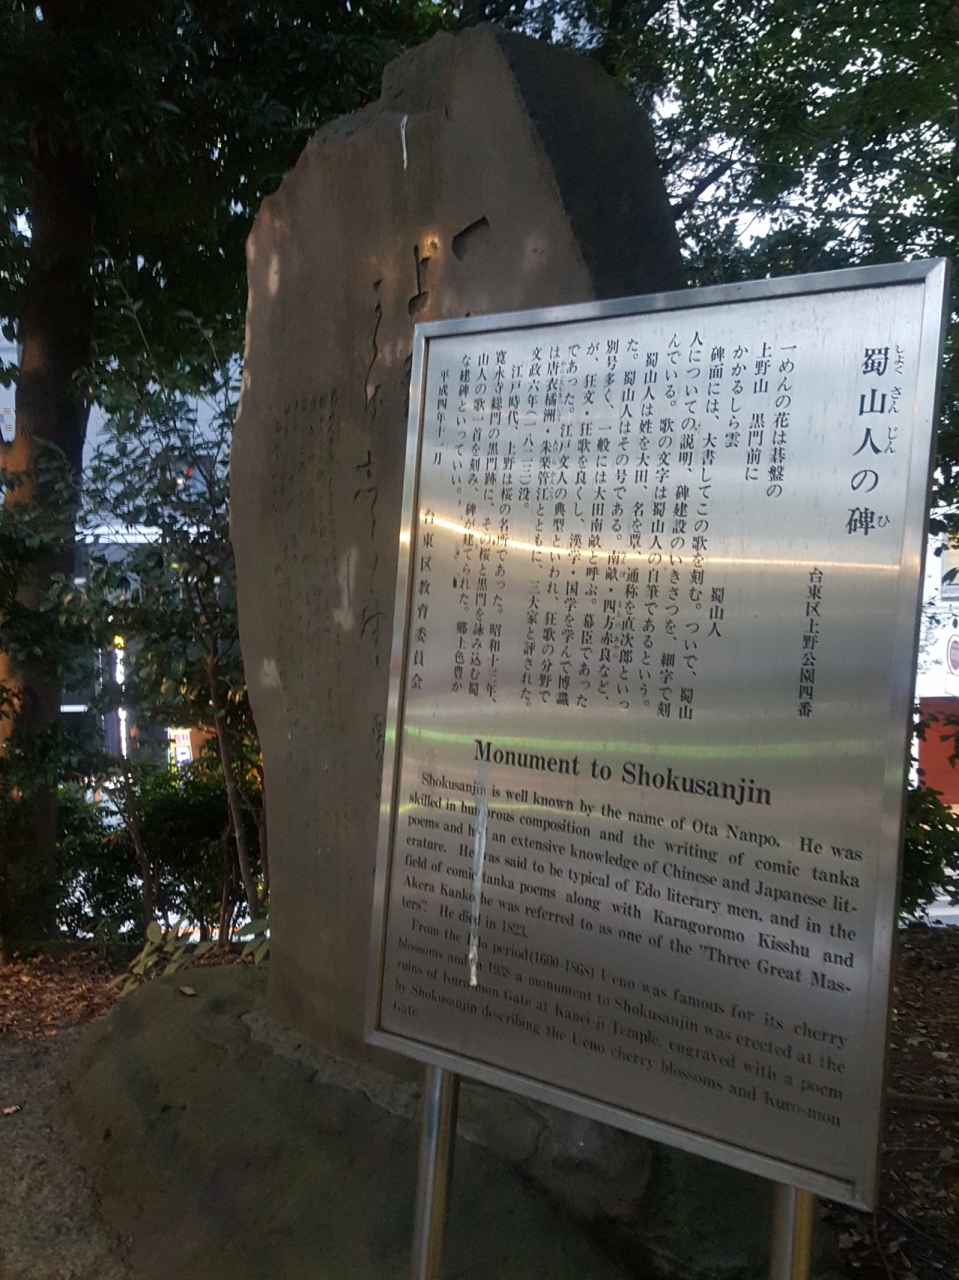 蜀山人の碑
しょくさんじんひ
台東区上野公園四番
一めんの花は碁盤の
上野山 黒門前に
かかるしら雲
蜀山人
碑面には、大書してこの歌を刻む。ついで、蜀山
人についての説明、碑建設のいきさつを、細字で刻
んでいる。歌の文字は蜀山人の自筆であるという。
蜀山人は姓を大田、名を覃、通称を直次郎といっ
た。蜀山人はその号である。南畝・四方赤良など、
別号多く、一般には大田南畝と呼ぶ。幕臣であった
が、狂文・狂歌を良くし、漢学・国学を学んで博識
であった。江戸文人の典型といわれ、狂歌の分野で
は唐衣橘洲・朱楽管江とともに、三大家と評された。
文政六年(一八二三)没。
江戸時代、上野は桜の名所であった。昭和十三年、
寛永寺総門の黒門跡に、その桜と黒門を詠み込む蜀
山人の歌一首を刻み、碑が建てられた。郷土色豊か
な建碑といっていい。
平成四年十一月
台東区教育委員会
Monument to Shokusanjin
Shokusanjin is well known by the name of Ota Nanpo. He was
skilled in humorous composition and the writing of comic tanka
poems and had an extensive knowledge of Chinese and Japanese lit-
erature. He was said to be typical of Edo literary men, and in the
field of comic tanka poems along with Karagoromo Kisshu and
Akera Kanko he was referred to as one of the "Three Great Mas-
ters". He died in 1823.
From the Edo period (1600-1868) Ueno was famous for its cherry
blossoms and in 1938 a monument to Shokusanjin was erected at the
ruins of Kuro-mon Gate at Kanei-ji Temple, engraved with a poem
by Shokusanjin describing the Ueno cherry blossoms and Kuro-mon
Gate.